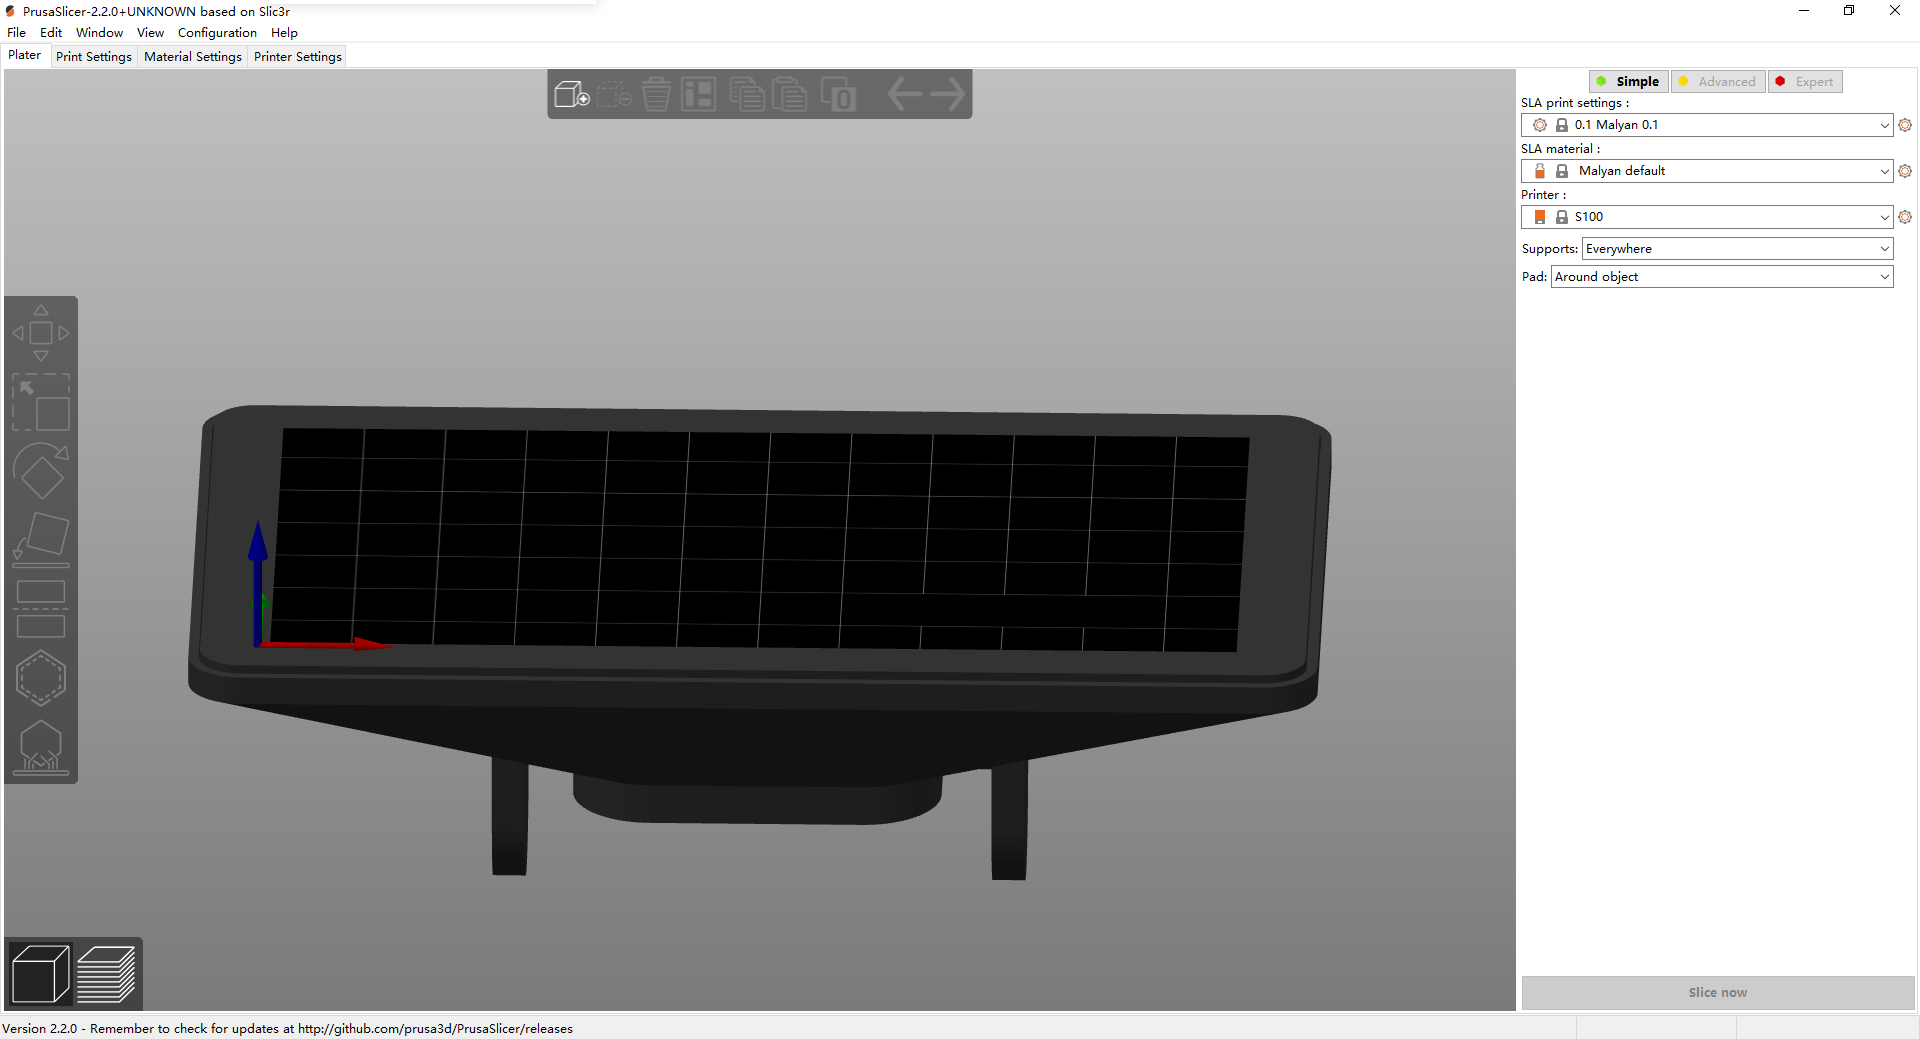 PrusaSlicer-2.2.0+UNKNOWN based on Slic3r
File Edit Window View Configuration Help
Plater Print Settings Material Settings Printer Settings
Simple Advanced Expert
SLA print settings :
0.1 Malyan 0.1
SLA material :
Malyan default
Printer :
S100
Supports: Everywhere
Pad: Around object
0
Slice now
Version 2.2.0 - Remember to check for updates at http://github.com/prusa3d/PrusaSlicer/releases